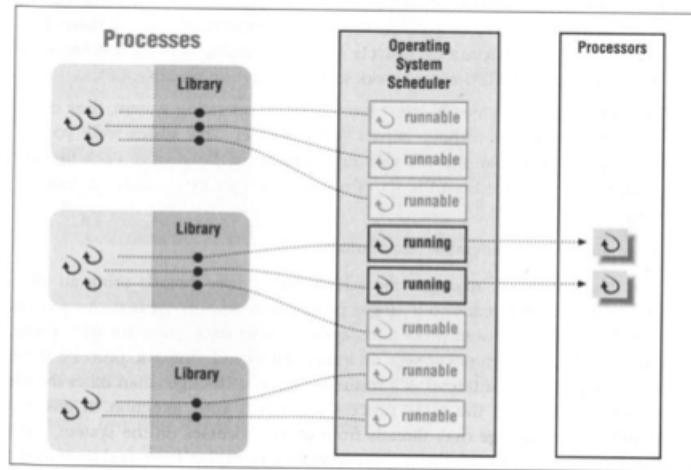 Processes
Library
Library
Library
Operating
System
Scheduler
runnable
runnable
runnable
running
running
runnable
runnable
runnable
Processors